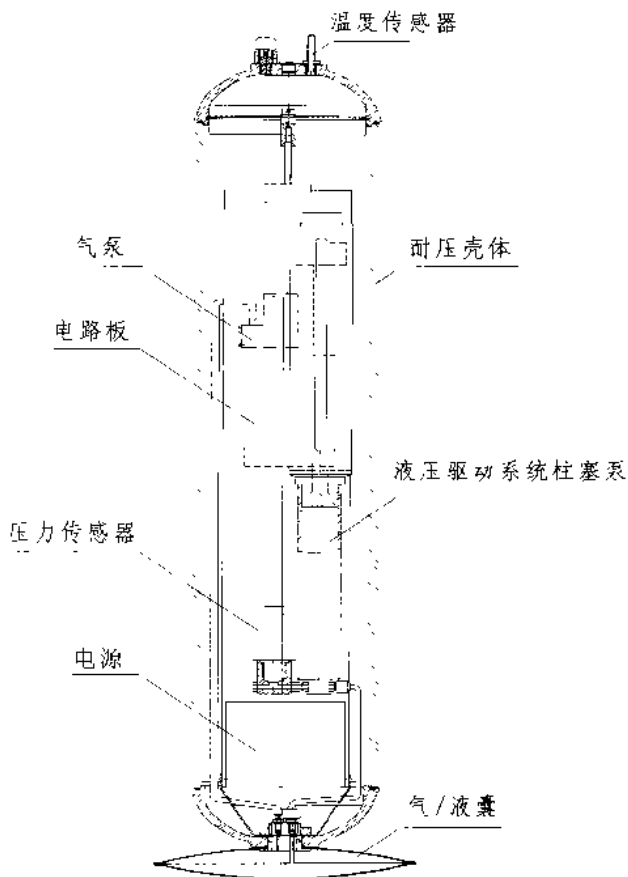 温度传感器
气泵
耐压壳体
电路板
液压驱动系统柱塞泵
压力传感器
电源
气/液囊